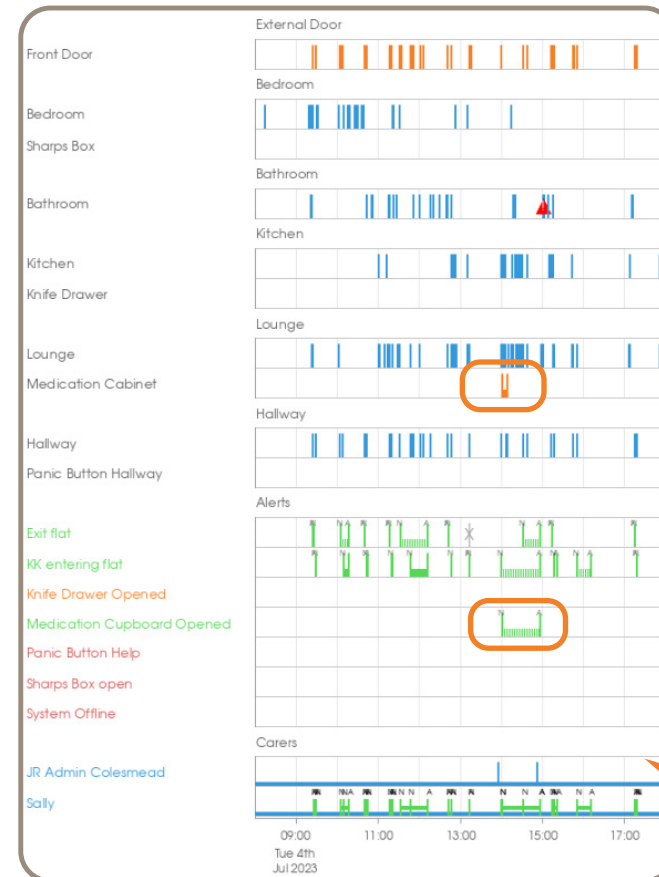 External Door
Front Door
Bedroom
Bedroom
Sharps Box
Bathroom
Bathroom
Kitchen
Kitchen
Knife Drawer
Lounge
Lounge
Medication Cabinet
Hallway
Hallway
Panic Button Hallway
Alerts
Exit flat
KK entering flat
Knife Drawer Opened
Medication Cupboard Opened
N A
Panic Button Help
Sharps Box open
System Offline
Carers
JR Admin Colesmead
Sally
09:00 11:00 13:00 15:00 17:00
Tue 4th
Jul 2023